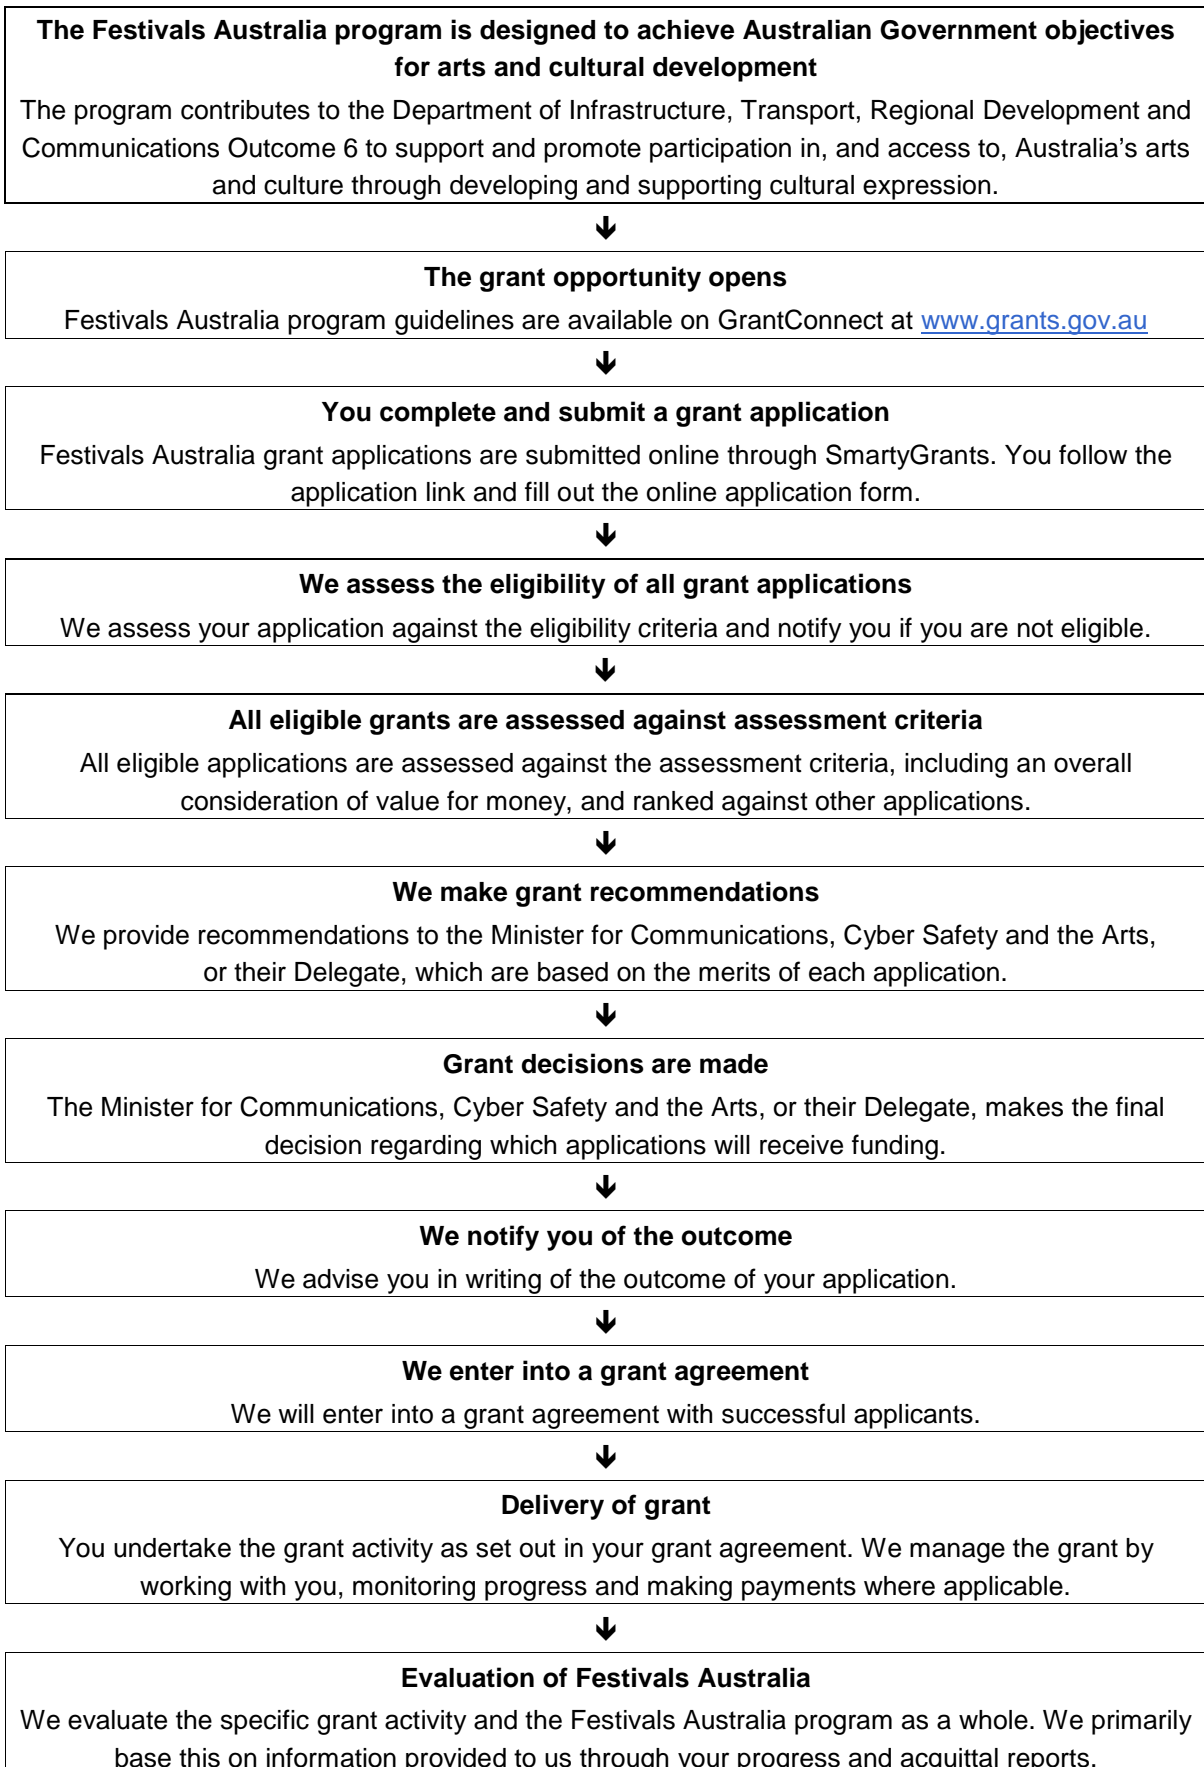 The Festivals Australia program is designed to achieve Australian Government objectives
for arts and cultural development
The program contributes to the Department of Infrastructure, Transport, Regional Development and
Communications Outcome 6 to support and promote participation in, and access to, Australia's arts
and culture through developing and supporting cultural expression.
🡻
The grant opportunity opens
Festivals Australia program guidelines are available on GrantConnect at www.grants.gov.au
🡻
You complete and submit a grant application
Festivals Australia grant applications are submitted online through SmartyGrants. You follow the
application link and fill out the online application form.
🡻
We assess the eligibility of all grant applications
We assess your application against the eligibility criteria and notify you if you are not eligible.
🡻
All eligible grants are assessed against assessment criteria
All eligible applications are assessed against the assessment criteria, including an overall
consideration of value for money, and ranked against other applications.
🡻
We make grant recommendations
We provide recommendations to the Minister for Communications, Cyber Safety and the Arts,
or their Delegate, which are based on the merits of each application.
🡻
Grant decisions are made
The Minister for Communications, Cyber Safety and the Arts, or their Delegate, makes the final
decision regarding which applications will receive funding.
🡻
We notify you of the outcome
We advise you in writing of the outcome of your application.
🡻
We enter into a grant agreement
We will enter into a grant agreement with successful applicants.
🡻
Delivery of grant
You undertake the grant activity as set out in your grant agreement. We manage the grant by
working with you, monitoring progress and making payments where applicable.
🡻
Evaluation of Festivals Australia
We evaluate the specific grant activity and the Festivals Australia program as a whole. We primarily
base this on information provided to us through your progress and acquittal reports.